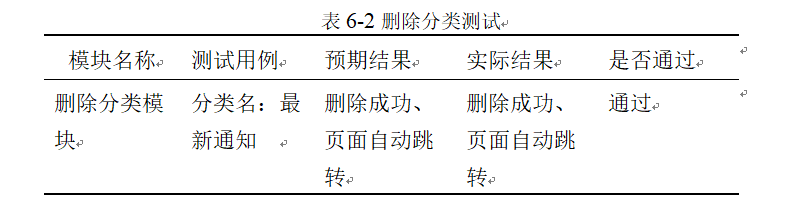 表 6-2 删除分类测试
模块名称 测试用例 预期结果 实际结果 是否通过
删除分类模 分类名：最 删除成功、 删除成功、 通过
块 新通知 页面自动跳 页面自动跳
转 转